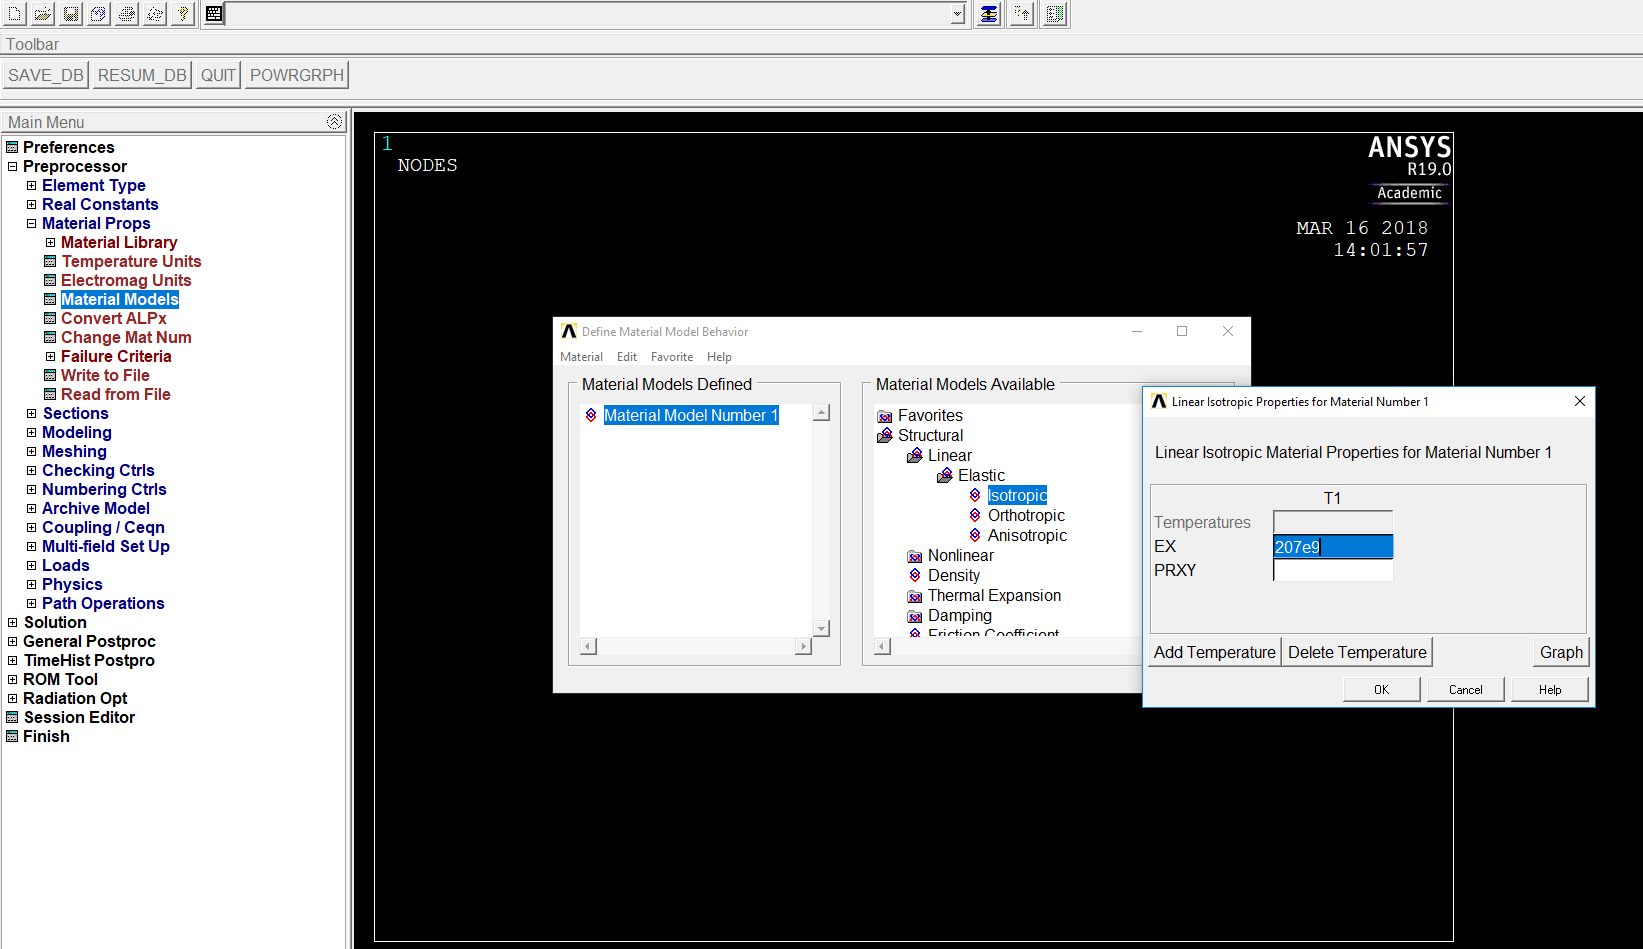 Toolbar
SAVE_DB RESUM_DB QUIT POWRGRPH
Main Menu
Preferences
Preprocessor
Element Type
Real Constants
Material Props
Material Library
Temperature Units
Electromag Units
Material Models
Convert ALPx
Change Mat Num
Failure Criteria
Write to File
Read from File
Sections
Modeling
Meshing
Checking Ctrls
Numbering Ctrls
Archive Model
Coupling / Ceqn
Multi-field Set Up
Loads
Physics
Path Operations
Solution
General Postproc
TimeHist Postpro
ROM Tool
Radiation Opt
Session Editor
Finish
1
NODES
ANSYS
R19.0
Academic
MAR 16 2018
14:01:57
Define Material Model Behavior
Material Edit Favorite Help
Material Models Defined
Material Model Number 1
Material Models Available
Favorites
Structural
Linear
Elastic
Isotropic
Orthotropic
Anisotropic
Nonlinear
Density
Thermal Expansion
Damping
Friction Coefficient
Linear Isotropic Properties for Material Number 1
Linear Isotropic Material Properties for Material Number 1
T1
Temperatures
EX 207e9
PRXY
Add Temperature Delete Temperature Graph
OK Cancel Help